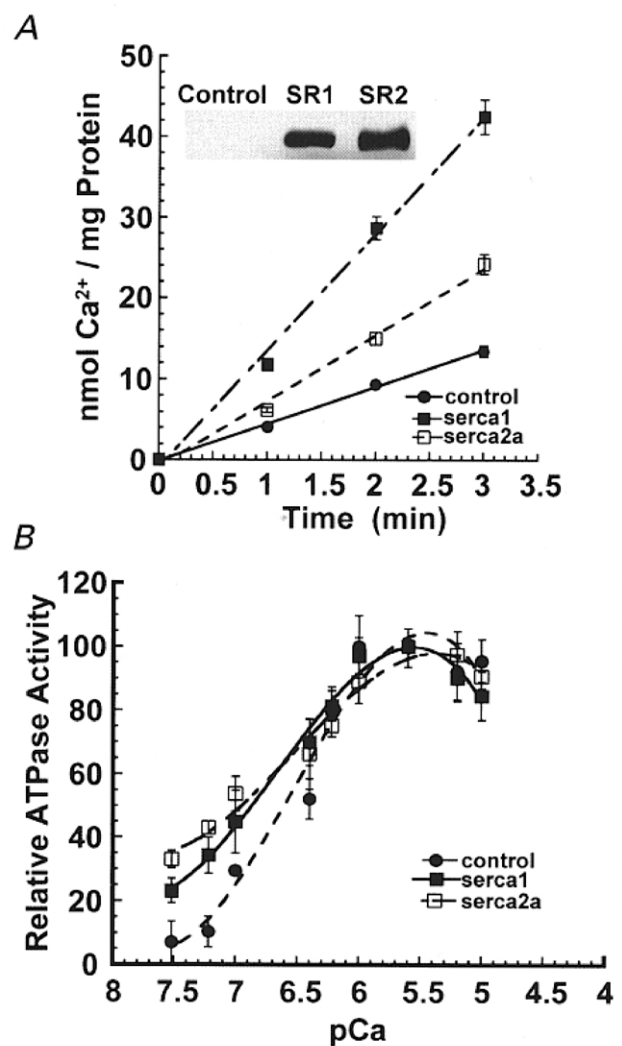 A
50
40
30
20
10
0
Control SR1 SR2
nmol Ca²⁺ / mg Protein
control
serca1
serca2a
0 0.5 1 1.5 2 2.5 3 3.5
Time (min)
B
120
100
80
60
40
20
0
Relative ATPase Activity
control
serca1
serca2a
8 7.5 7 6.5 6 5.5 5 4.5 4
pCa